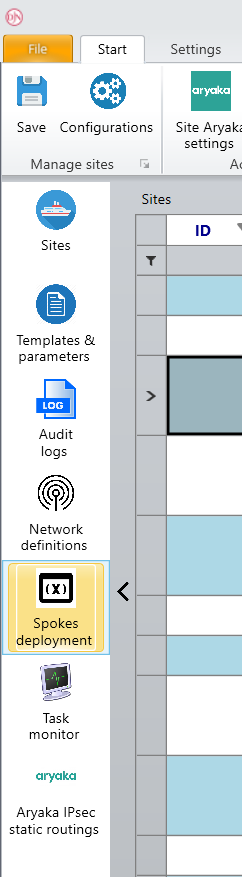 File
Start
Settings
aryaka
Save
Configurations
Site Aryaka
settings
Manage sites
Sites
Sites
ID
Templates &
parameters
LOG
Audit
logs
Network
definitions
(X)
Spokes
deployment
Task
monitor
aryaka
Aryaka IPsec
static routings